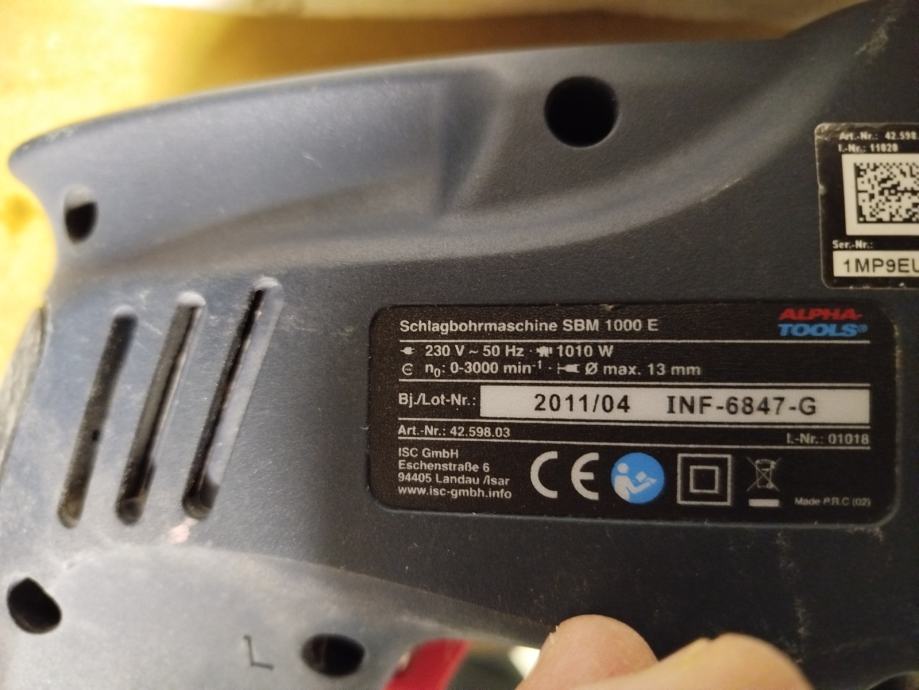 Art.-Nr.: 42.598
I.-Nr.: 11020
Ser.-Nr.:
1MP9EU
Schlagbohrmaschine SBM 1000 E
ALPHA-
TOOLS®
230 V ~ 50 Hz · 1010 W
n₀: 0-3000 min⁻¹ · Ø max. 13 mm
Bj./Lot-Nr.: 2011/04 INF-6847-G
Art.-Nr.: 42.598.03 I.-Nr.: 01018
ISC GmbH
Eschenstraße 6
94405 Landau /Isar
www.isc-gmbh.info
CE
Made P.R.C (02)
L